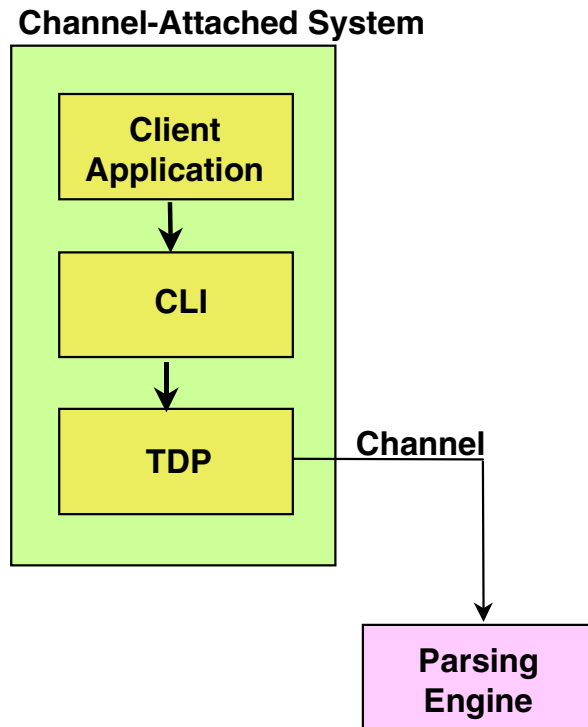 Channel-Attached System
Client
Application
CLI
TDP
Channel
Parsing
Engine